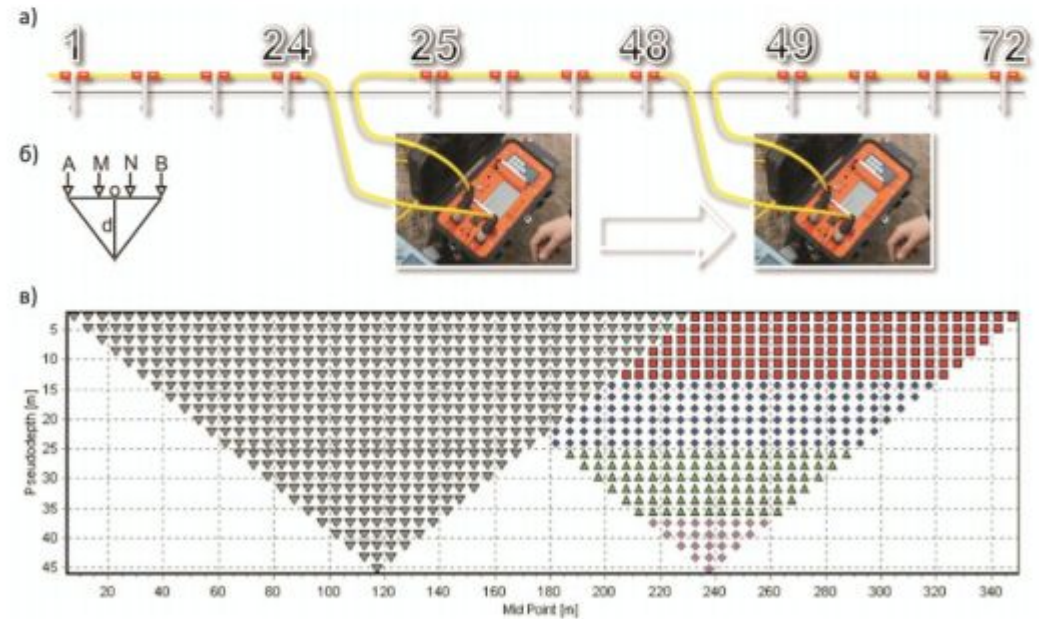 а)
1 24 25 48 49 72
б)
A M N B
O
d
в)
5
10
15
20
25
30
35
40
45
Pseudodepth [m]
20 40 60 80 100 120 140 160 180 200 220 240 260 280 300 320 340
Mid Point [m]